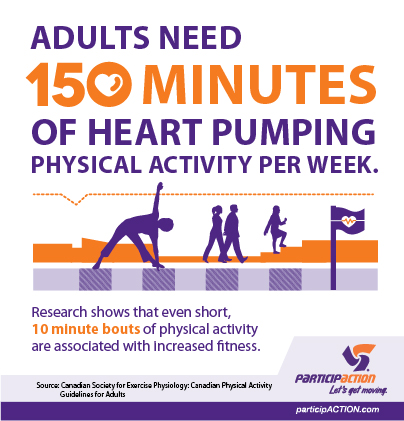 ADULTS NEED
150 MINUTES
OF HEART PUMPING
PHYSICAL ACTIVITY PER WEEK.
Research shows that even short,
10 minute bouts of physical activity
are associated with increased fitness.
PARTICIPACTION
Let's get moving.
Source: Canadian Society for Exercise Physiology: Canadian Physical Activity
Guidelines for Adults
participACTION.com